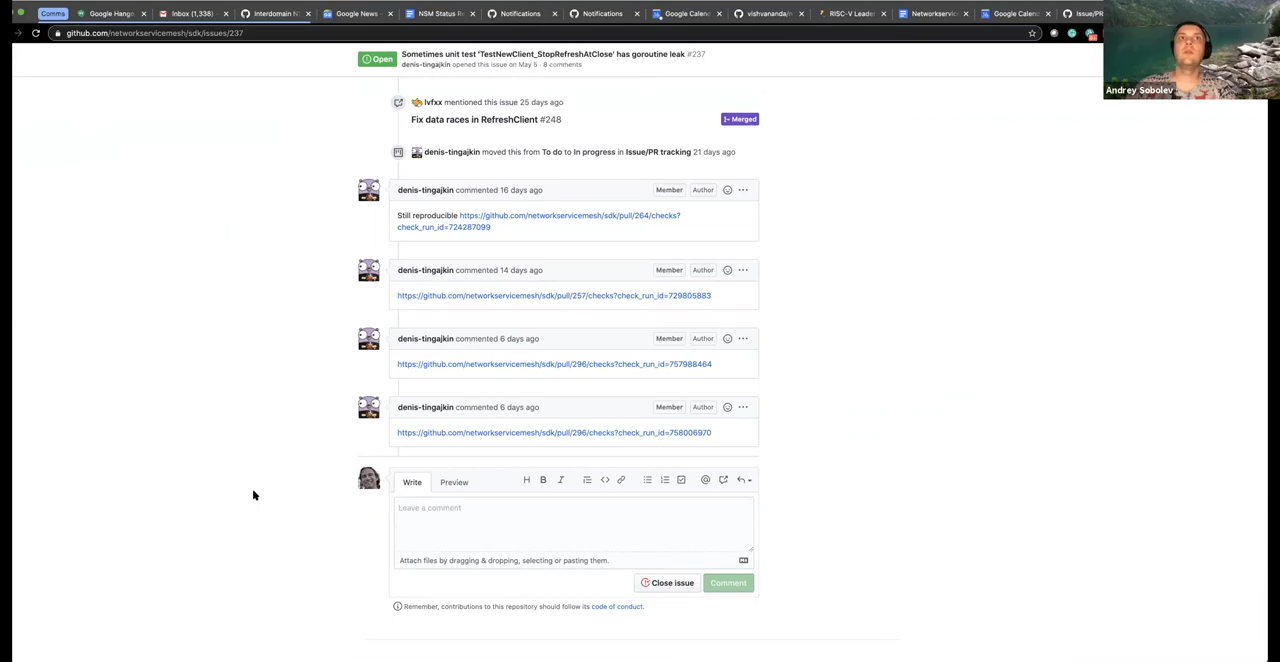 Comma
Google Hang
Inbox (1,338)
Interdomain N
Google News
NSM Status R
Notifications
Notifications
Google Calen
vishvananda/n
RISC-V Leader
Networkservic
Google Calen
Issue/PR
github.com/networkservicemesh/sdk/issues/237
Open
Sometimes unit test 'TestNewClient_StopRefreshAtClose' has goroutine leak #237
denis-tingajkin opened this issue on May 5 · 8 comments
Andrey Sobolev
lvfxx mentioned this issue 25 days ago
Fix data races in RefreshClient #248
Merged
denis-tingajkin moved this from To do to In progress in Issue/PR tracking 21 days ago
denis-tingajkin commented 16 days ago
Member
Author
Still reproducible https://github.com/networkservicemesh/sdk/pull/264/checks?
check_run_id=724287099
denis-tingajkin commented 14 days ago
Member
Author
https://github.com/networkservicemesh/sdk/pull/257/checks?check_run_id=729805883
denis-tingajkin commented 6 days ago
Member
Author
https://github.com/networkservicemesh/sdk/pull/296/checks?check_run_id=757988464
denis-tingajkin commented 6 days ago
Member
Author
https://github.com/networkservicemesh/sdk/pull/296/checks?check_run_id=758006970
Write
Preview
H B I
Leave a comment
Attach files by dragging & dropping, selecting or pasting them.
Close issue
Comment
Remember, contributions to this repository should follow its code of conduct.